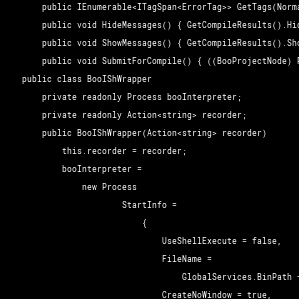 public IEnumerable<ITagSpan<ErrorTag>> GetTags(Norma
public void HideMessages() { GetCompileResults().Hi
public void ShowMessages() { GetCompileResults().Sho
public void SubmitForCompile() { ((BooProjectNode)
public class BooIShWrapper
private readonly Process booInterpreter;
private readonly Action<string> recorder;
public BooIShWrapper(Action<string> recorder)
this.recorder = recorder;
booInterpreter =
new Process
StartInfo =
{
UseShellExecute = false,
FileName =
GlobalServices.BinPath
CreateNoWindow = true,